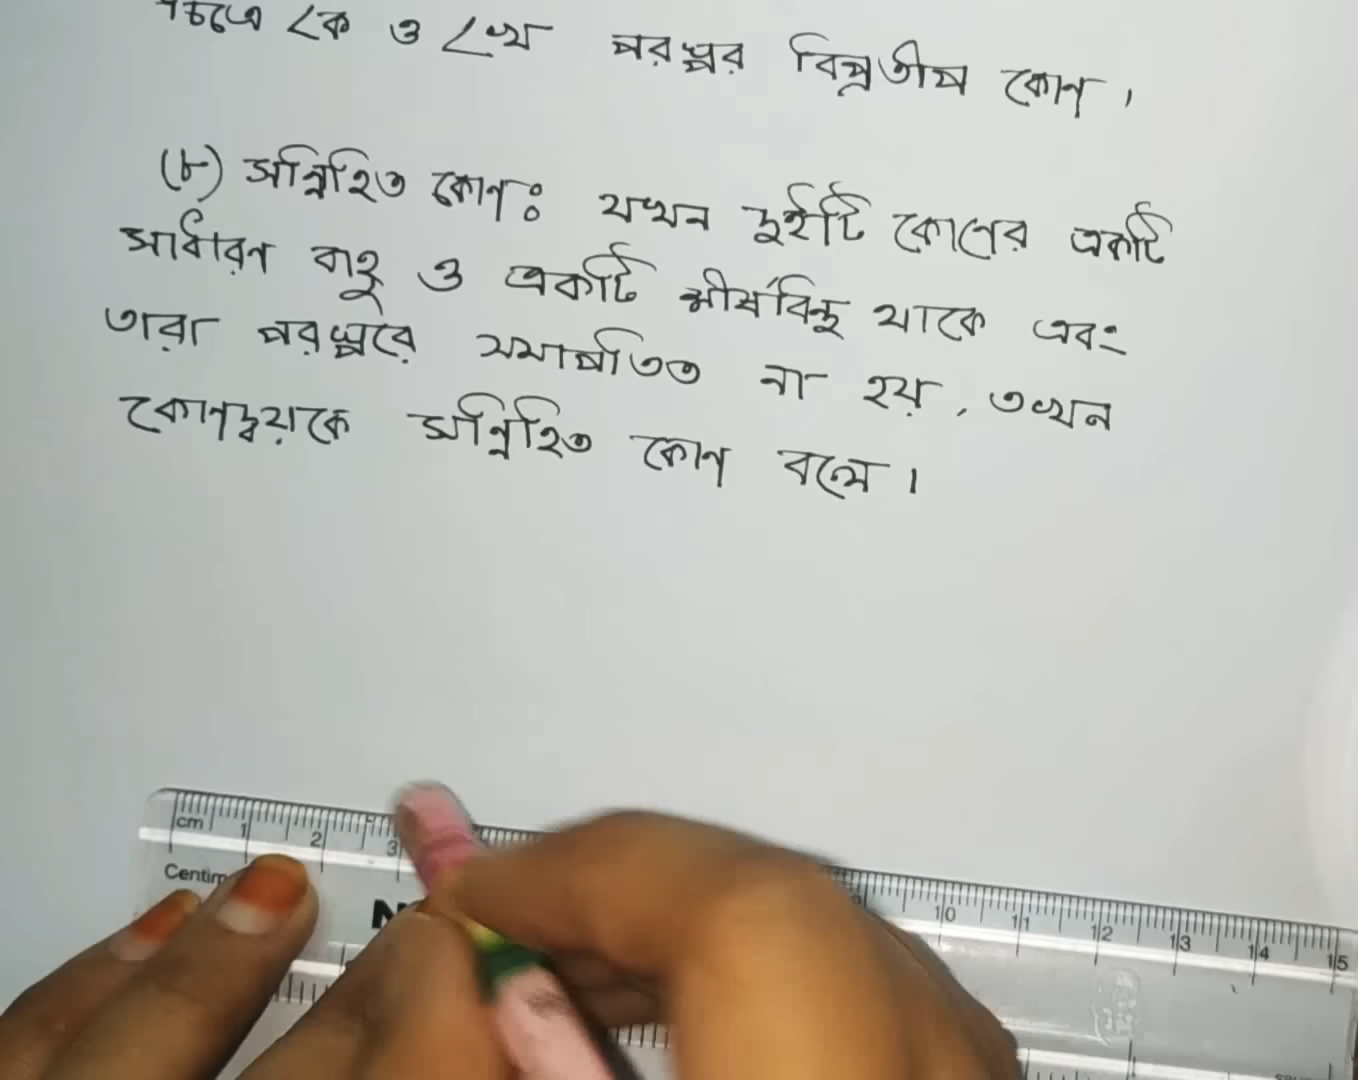 চিত্রে ∠ক ও ∠খ পরস্পর বিপ্রতীপ কোণ।
(৮) সন্নিহিত কোণঃ যখন দুইটি কোণের একটি
সাধারণ বাহু ও একটি শীর্ষবিন্দু থাকে এবং
তারা পরস্পরে সমাপতিত না হয়, তখন
কোণদ্বয়কে সন্নিহিত কোণ বলে।
cm 1 2 3 10 11 12 13 14 15